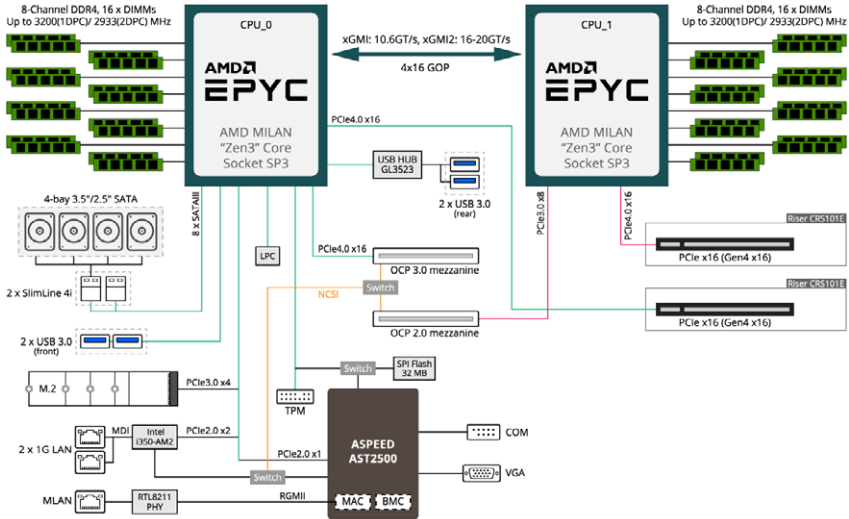 8-Channel DDR4, 16 x DIMMs
Up to 3200(1DPC)/ 2933(2DPC) MHz
CPU_0
AMD
EPYC
AMD MILAN
"Zen3" Core
Socket SP3
xGMI: 10.6GT/s, xGMI2: 16-20GT/s
4x16 GOP
CPU_1
AMD
EPYC
AMD MILAN
"Zen3" Core
Socket SP3
8-Channel DDR4, 16 x DIMMs
Up to 3200(1DPC)/ 2933(2DPC) MHz
PCIe4.0 x16
USB HUB
GL3523
2 x USB 3.0
(rear)
4-bay 3.5"/2.5" SATA
8 x SATAIII
2 x SlimLine 4i
LPC
PCIe4.0 x16
OCP 3.0 mezzanine
NCSI
Switch
OCP 2.0 mezzanine
PCIe3.0 x8
PCIe4.0 x16
Riser CRS101E
PCIe x16 (Gen4 x16)
Riser CRS101E
PCIe x16 (Gen4 x16)
2 x USB 3.0
(front)
M.2
PCIe3.0 x4
TPM
Switch
SPI Flash
32 MB
2 x 1G LAN
MDI
Intel
i350-AM2
PCIe2.0 x2
PCIe2.0 x1
Switch
ASPEED
AST2500
COM
VGA
MLAN
RTL8211
PHY
RGMII
MAC
BMC